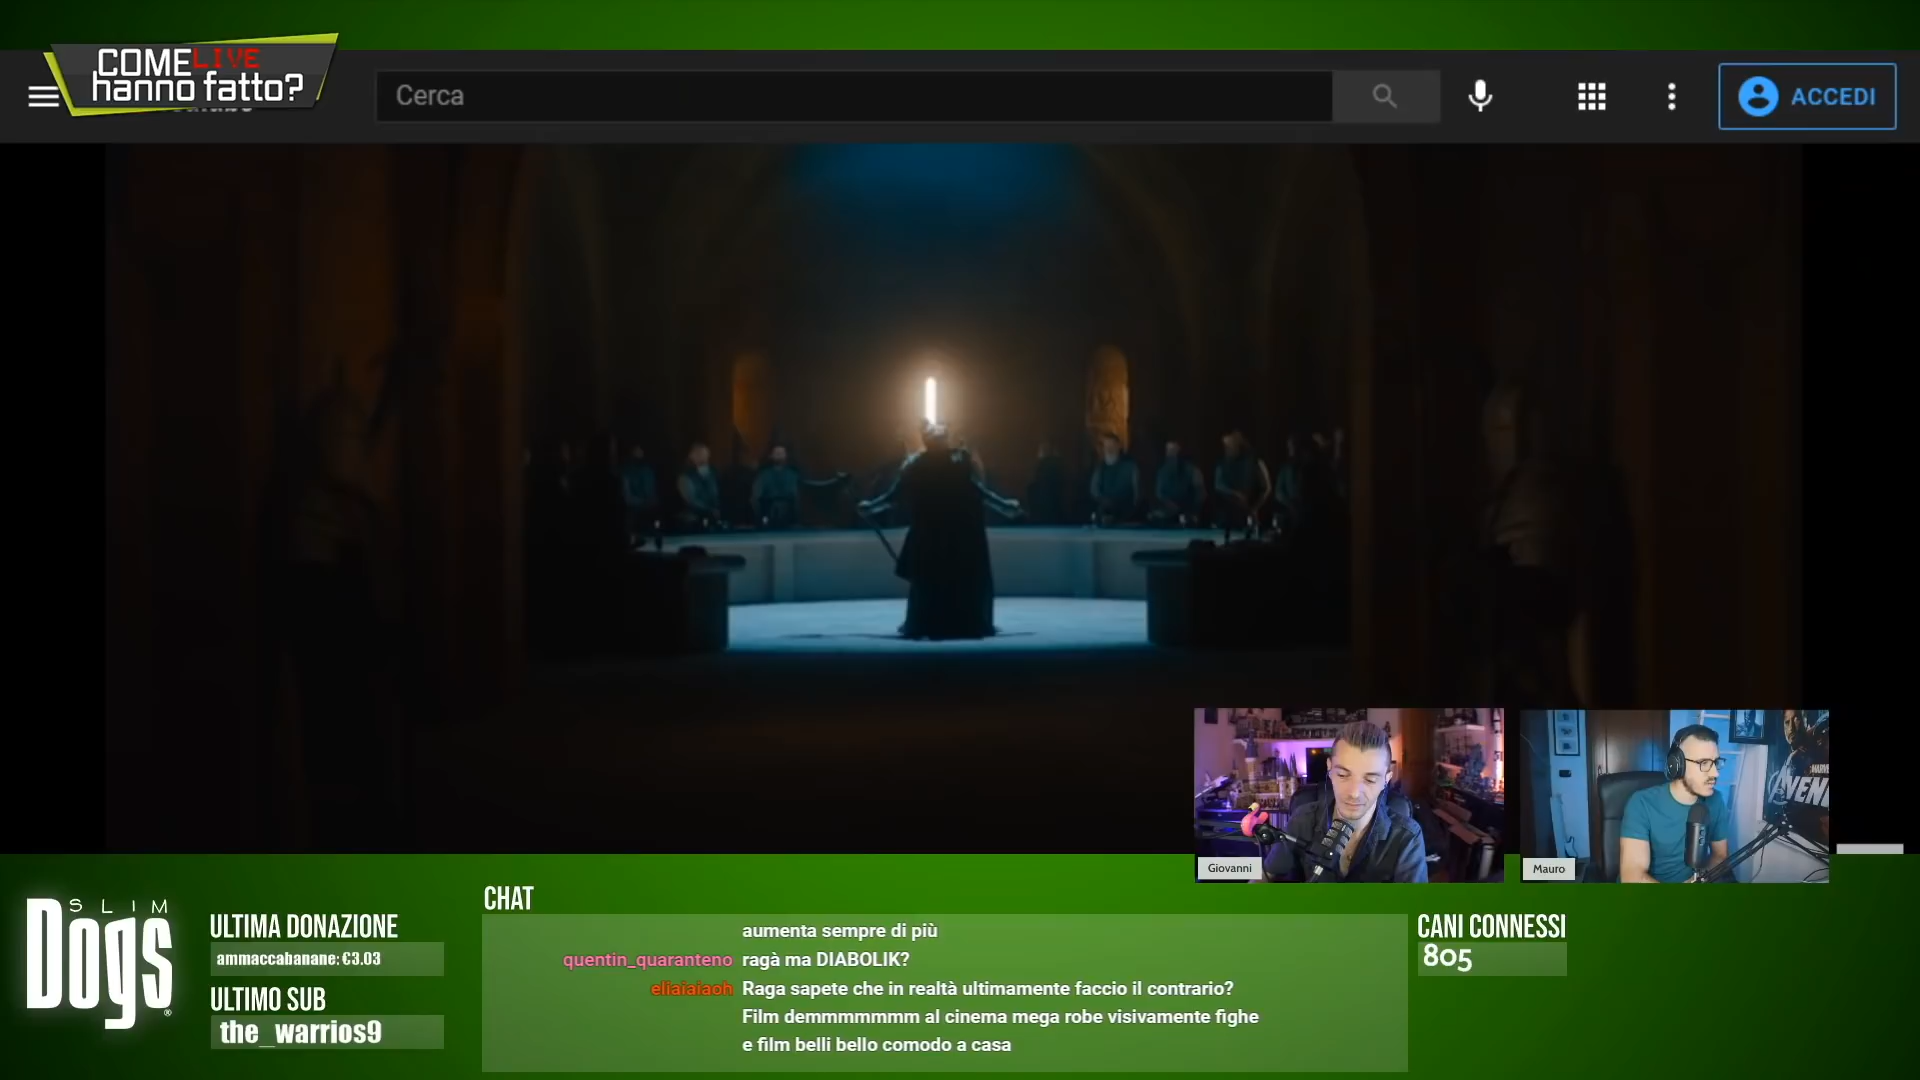 COME LIVE
hanno fatto?
Cerca
ACCEDI
Giovanni
Mauro
SLIM
Dogs
®
ULTIMA DONAZIONE
ammaccabanane: €3.03
ULTIMO SUB
the_warrios9
CHAT
aumenta sempre di più
quentin_quaranteno ragà ma DIABOLIK?
eliaiaiaoh Raga sapete che in realtà ultimamente faccio il contrario?
Film demmmmmmm al cinema mega robe visivamente fighe
e film belli bello comodo a casa
CANI CONNESSI
805